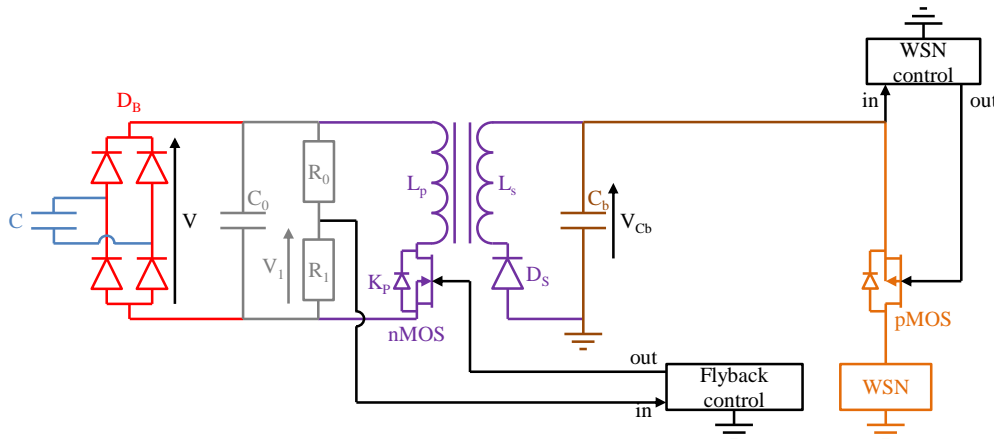 WSN
control
in
out
D_B
C
V
C_0
R_0
V_1
R_1
L_p
L_s
K_P
nMOS
D_S
C_b
V_Cb
pMOS
WSN
out
Flyback
control
in